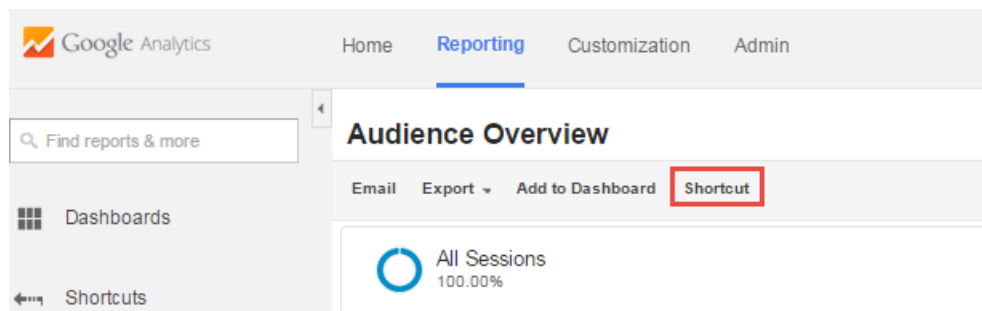 Google Analytics
Home Reporting Customization Admin
Find reports & more
Audience Overview
Email Export Add to Dashboard Shortcut
Dashboards
All Sessions
100.00%
Shortcuts